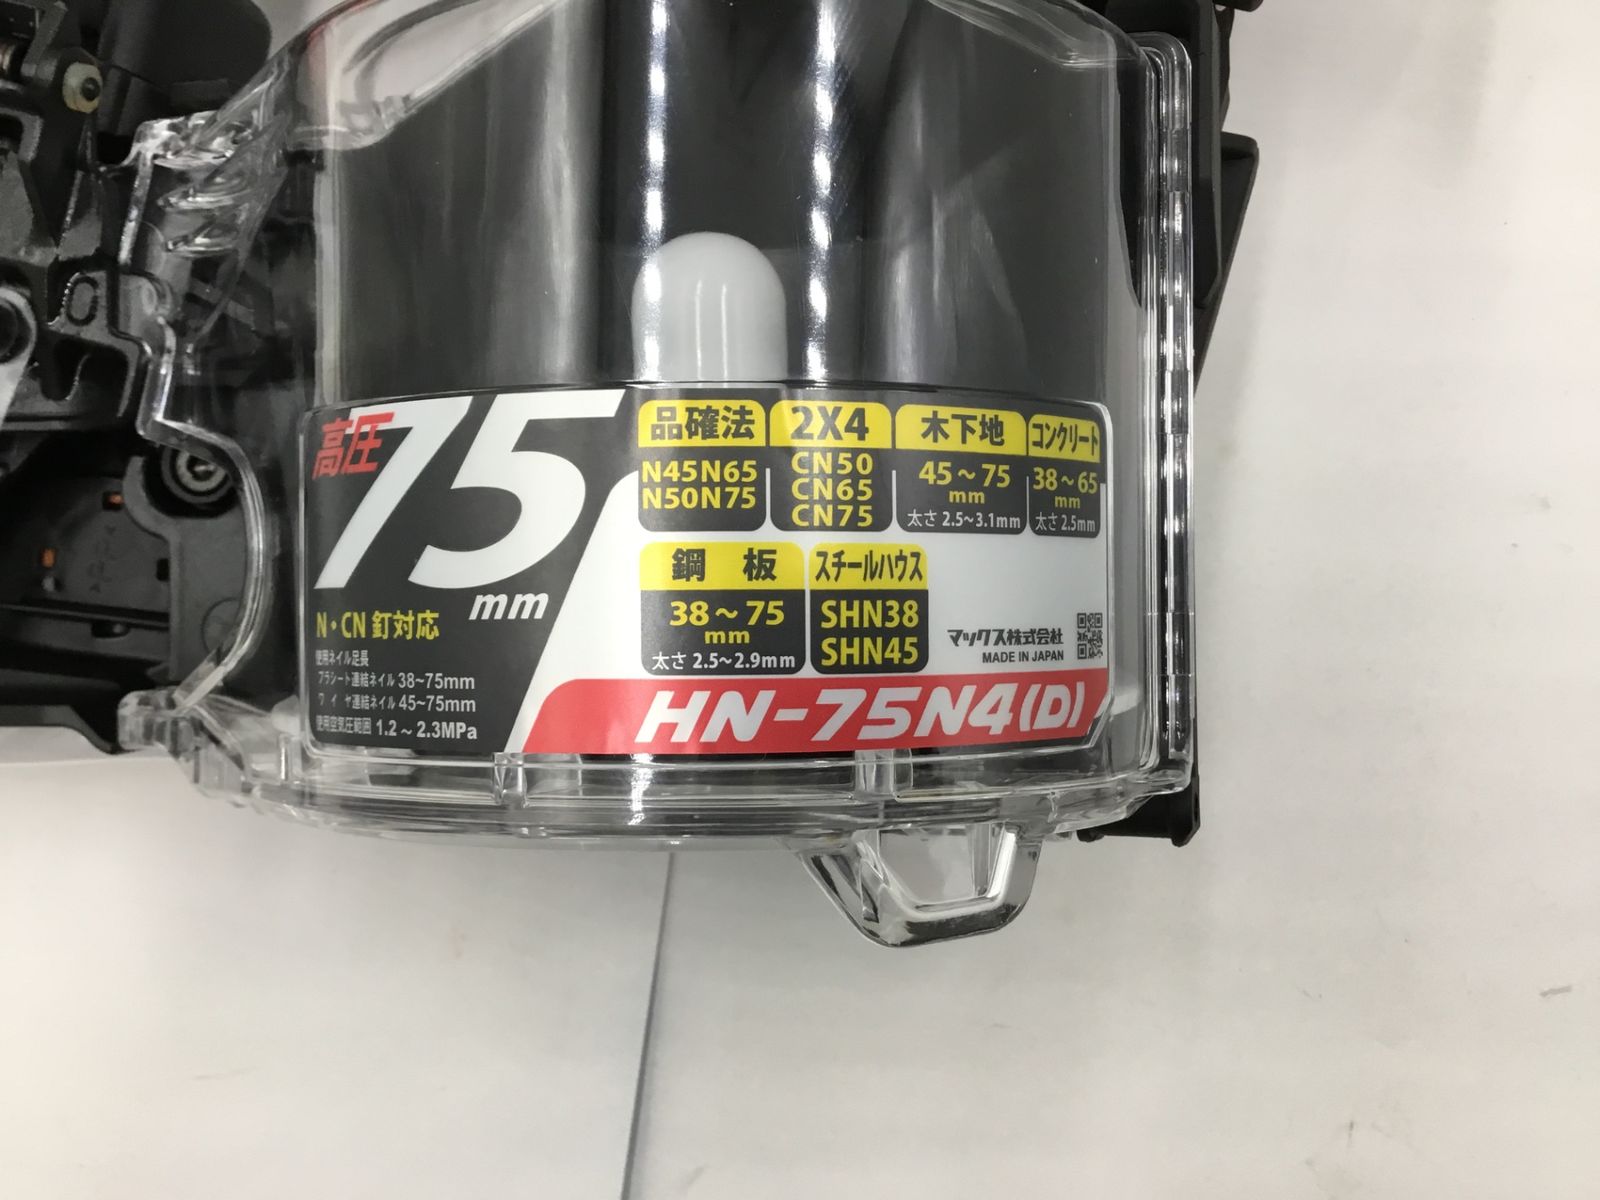 高圧
75
mm
N・CN 釘対応
使用ネイル足長
プラシート連結ネイル 38~75mm
ワイヤ連結ネイル 45~75mm
使用空気圧範囲 1.2~2.3MPa
品確法
N45N65
N50N75
2X4
CN50
CN65
CN75
木下地
45~75
mm
太さ 2.5~3.1mm
コンクリート
38~65
mm
太さ 2.5mm
鋼板
38~75
mm
太さ 2.5~2.9mm
スチールハウス
SHN38
SHN45
マックス株式会社
MADE IN JAPAN
HN-75N4(D)